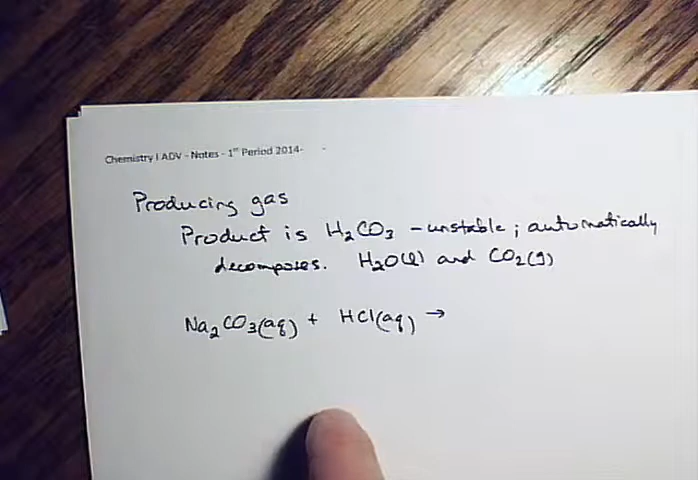 Chemistry I ADV - Notes - 1st Period 2014-
Producing gas
Product is H₂CO₃ - unstable ; automatically
decomposes. H₂O(l) and CO₂(g)
Na₂CO₃(aq) + HCl(aq) →